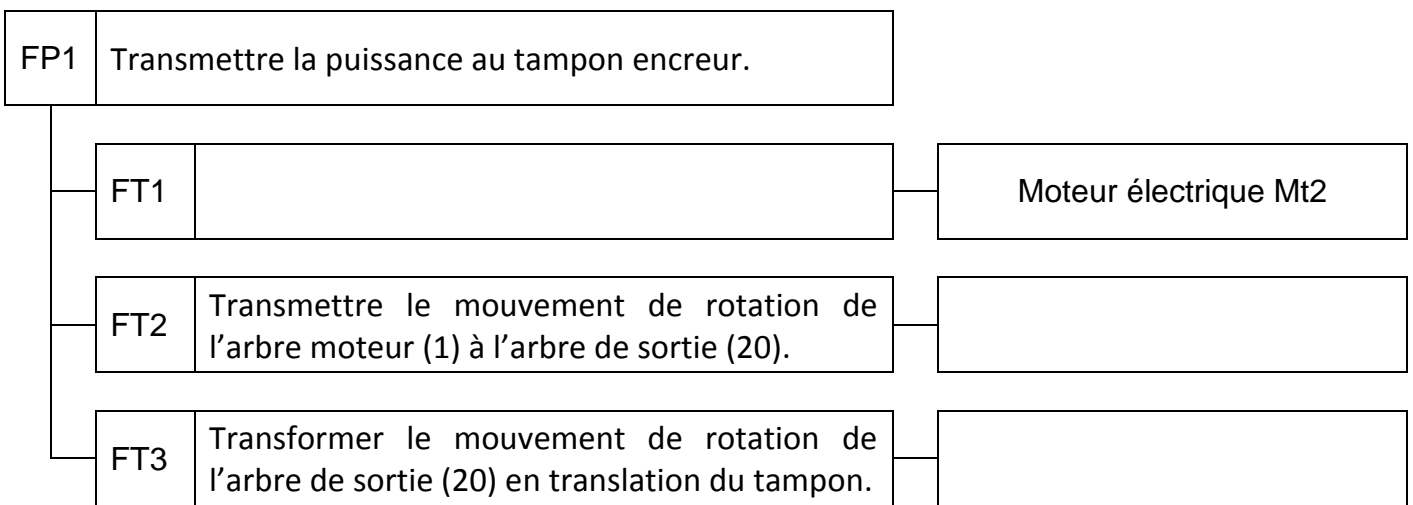 FP1 Transmettre la puissance au tampon encreur.
FT1 Moteur électrique Mt2
FT2 Transmettre le mouvement de rotation de
l’arbre moteur (1) à l’arbre de sortie (20).
FT3 Transformer le mouvement de rotation de
l’arbre de sortie (20) en translation du tampon.